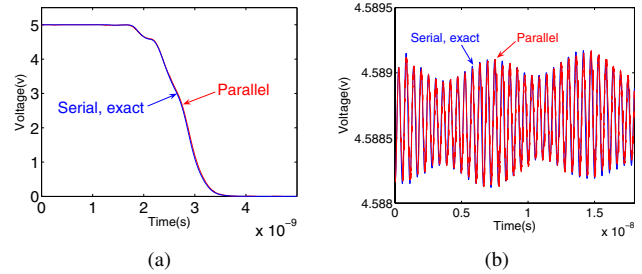 5
4
3
2
1
0
Voltage(v)
Serial, exact
Parallel
0
1
2
3
4
5
Time(s)
x 10⁻⁹
(a)
4.5895
4.589
4.5885
4.588
Voltage(v)
Serial, exact
Parallel
0
0.5
1
1.5
Time(s)
x 10⁻⁸
(b)